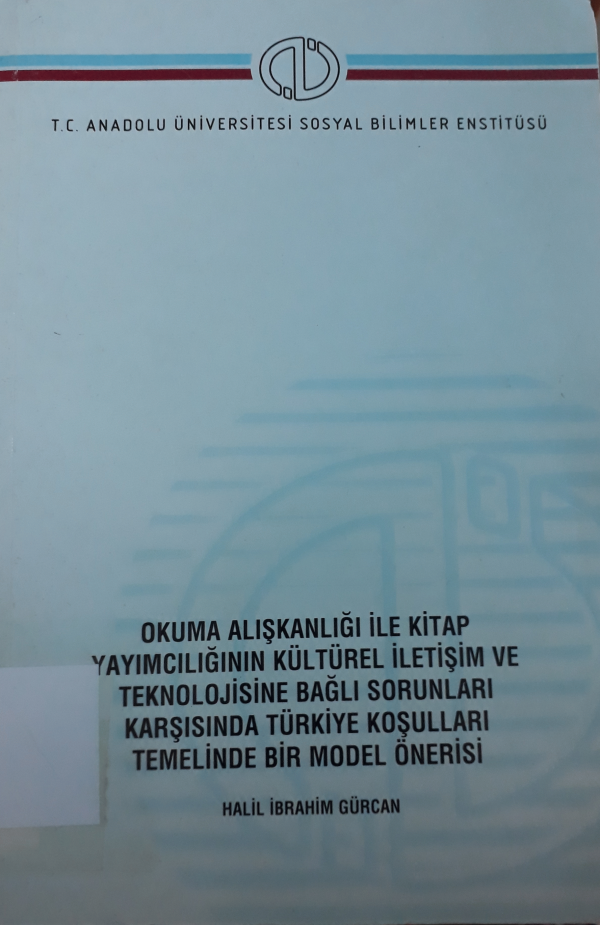 T.C. ANADOLU ÜNİVERSİTESİ SOSYAL BİLİMLER ENSTİTÜSÜ
OKUMA ALIŞKANLIĞI İLE KİTAP
YAYIMCILIĞININ KÜLTÜREL İLETİŞİM VE
TEKNOLOJİSİNE BAĞLI SORUNLARI
KARŞISINDA TÜRKİYE KOŞULLARI
TEMELİNDE BİR MODEL ÖNERİSİ
HALİL İBRAHİM GÜRCAN